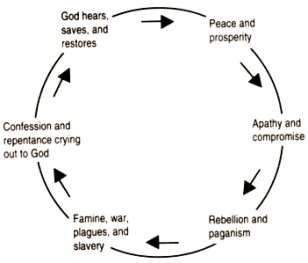 God hears,
saves, and
restores
Peace and
prosperity
Apathy and
compromise
Rebellion and
paganism
Famine, war,
plagues, and
slavery
Confession and
repentance crying
out to God